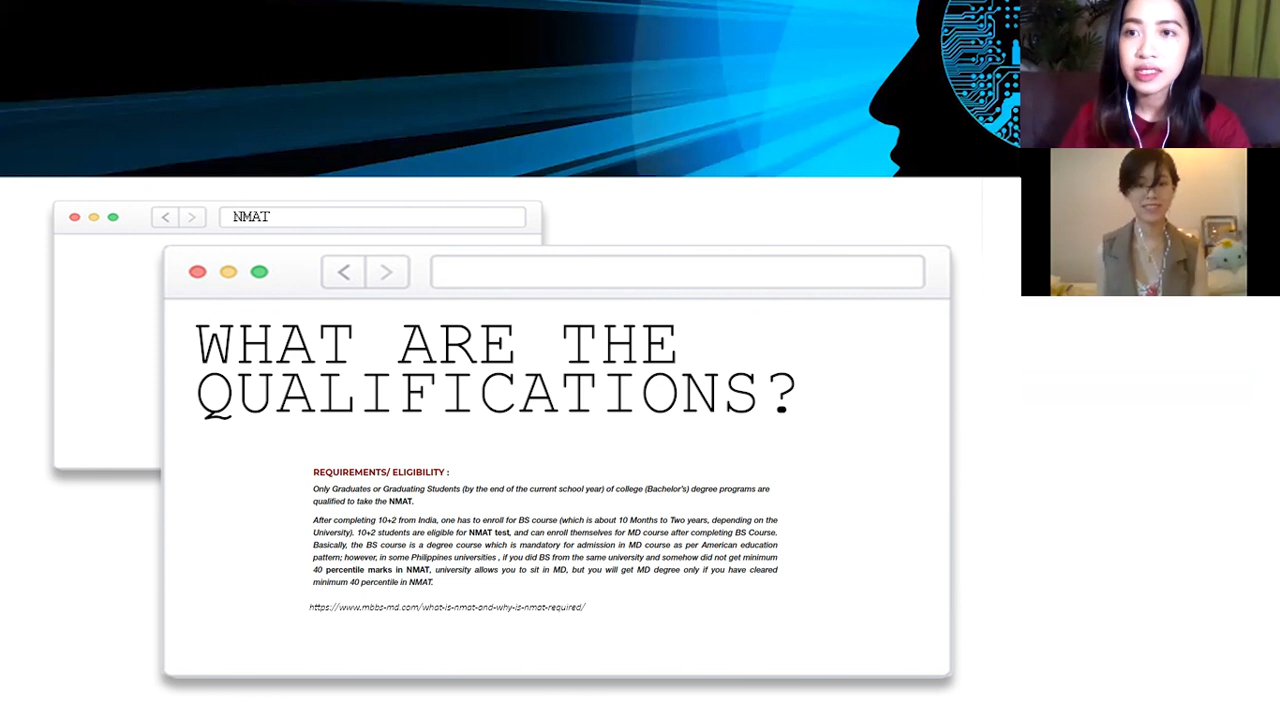 NMAT
WHAT ARE THE
QUALIFICATIONS?
REQUIREMENTS/ ELIGIBILITY :
Only Graduates or Graduating Students (by the end of the current school year) of college (Bachelor's) degree programs are
qualified to take the NMAT.
After completing 10+2 from India, one has to enroll for BS course (which is about 10 Months to Two years, depending on the
University). 10+2 students are eligible for NMAT test, and can enroll themselves for MD course after completing BS Course.
Basically, the BS course is a degree course which is mandatory for admission in MD course as per American education
pattern; however, in some Philippines universities , if you did BS from the same university and somehow did not get minimum
40 percentile marks in NMAT, university allows you to sit in MD, but you will get MD degree only if you have cleared
minimum 40 percentile in NMAT.
https://www.mbbs-md.com/what-is-nmat-and-why-is-nmat-required/